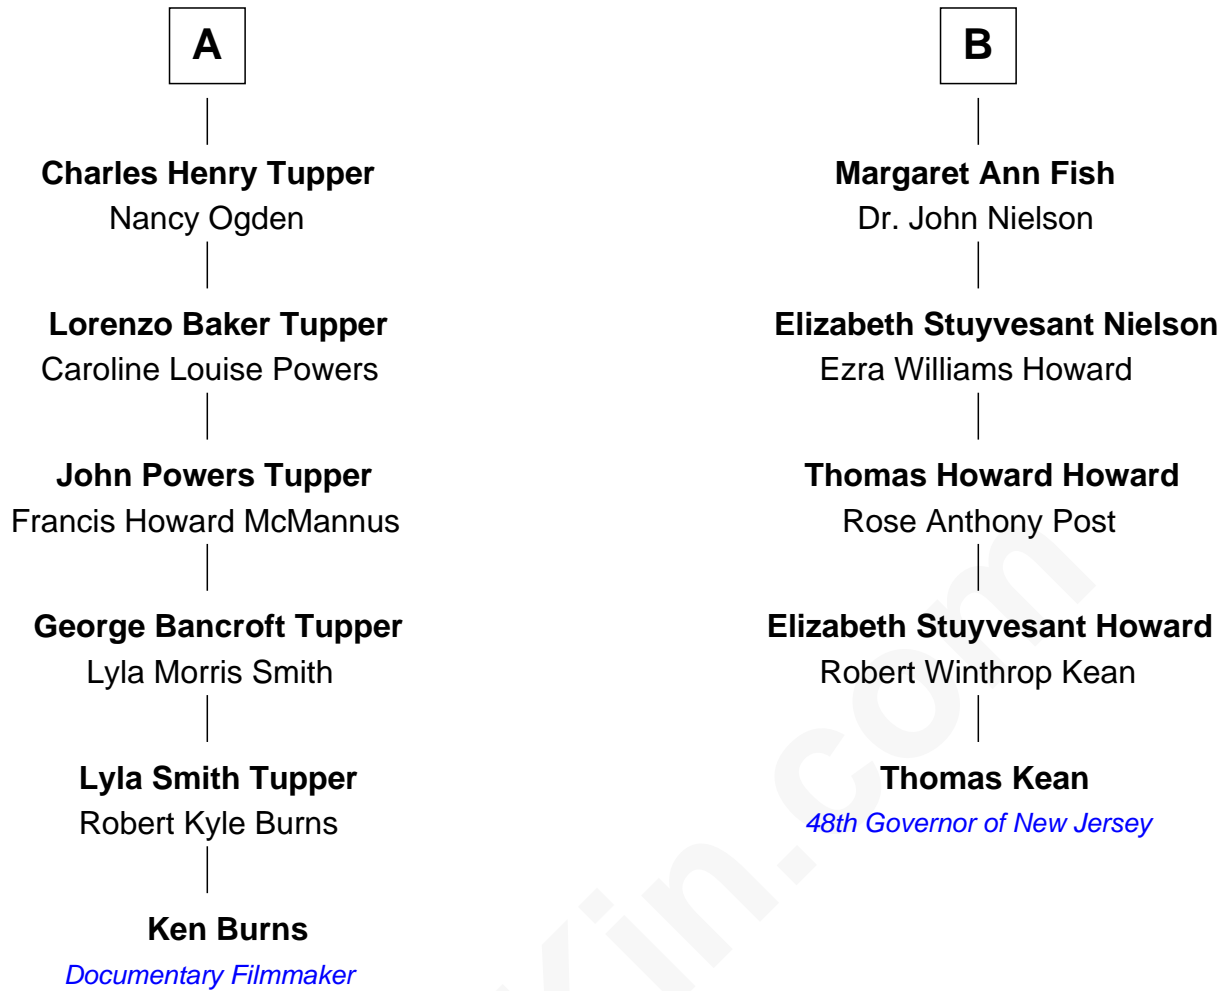 A
Charles Henry Tupper
Nancy Ogden
Lorenzo Baker Tupper
Caroline Louise Powers
John Powers Tupper
Francis Howard McMannus
George Bancroft Tupper
Lyla Morris Smith
Lyla Smith Tupper
Robert Kyle Burns
Ken Burns
Documentary Filmmaker
B
Margaret Ann Fish
Dr. John Nielson
Elizabeth Stuyvesant Nielson
Ezra Williams Howard
Thomas Howard Howard
Rose Anthony Post
Elizabeth Stuyvesant Howard
Robert Winthrop Kean
Thomas Kean
48th Governor of New Jersey
Kin.com